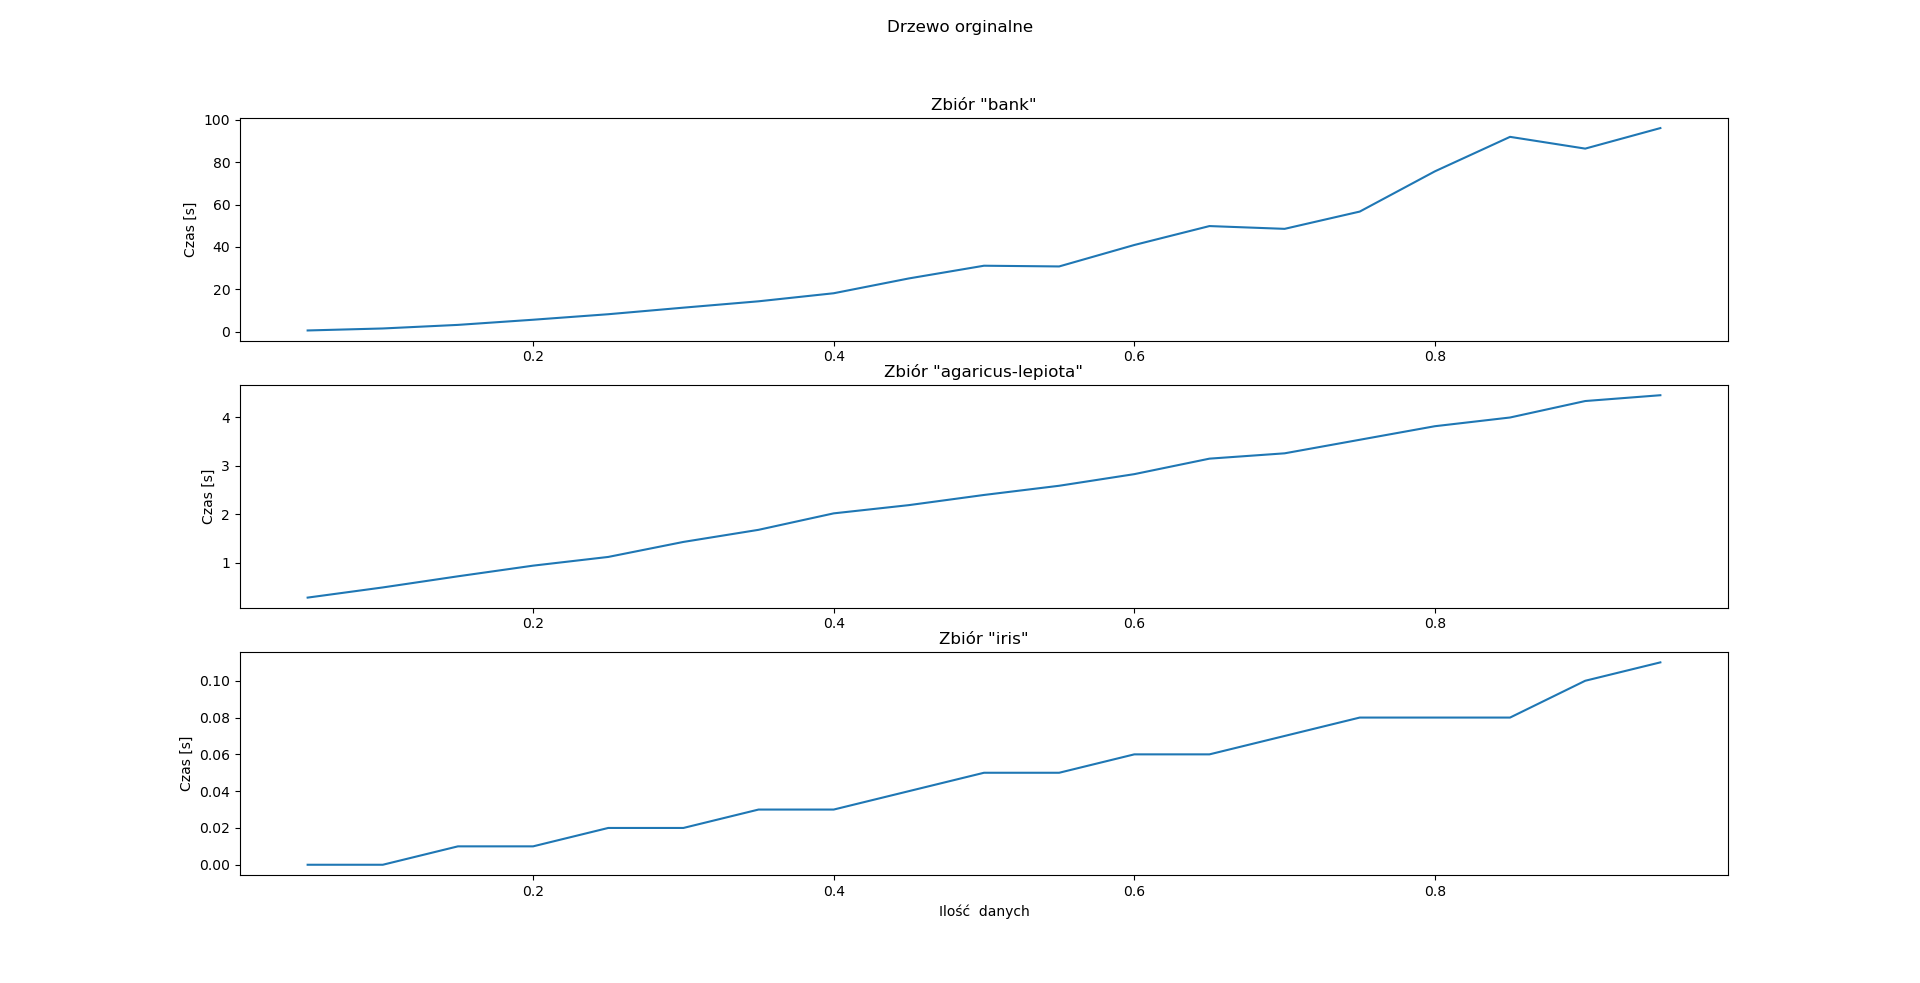 Drzewo orginalne
Zbiór "bank"
100
80
60
40
20
0
Czas [s]
0.2 0.4 0.6 0.8
Zbiór "agaricus-lepiota"
4
3
2
1
Czas [s]
0.2 0.4 0.6 0.8
Zbiór "iris"
0.10
0.08
0.06
0.04
0.02
0.00
Czas [s]
0.2 0.4 0.6 0.8
Ilość  danych